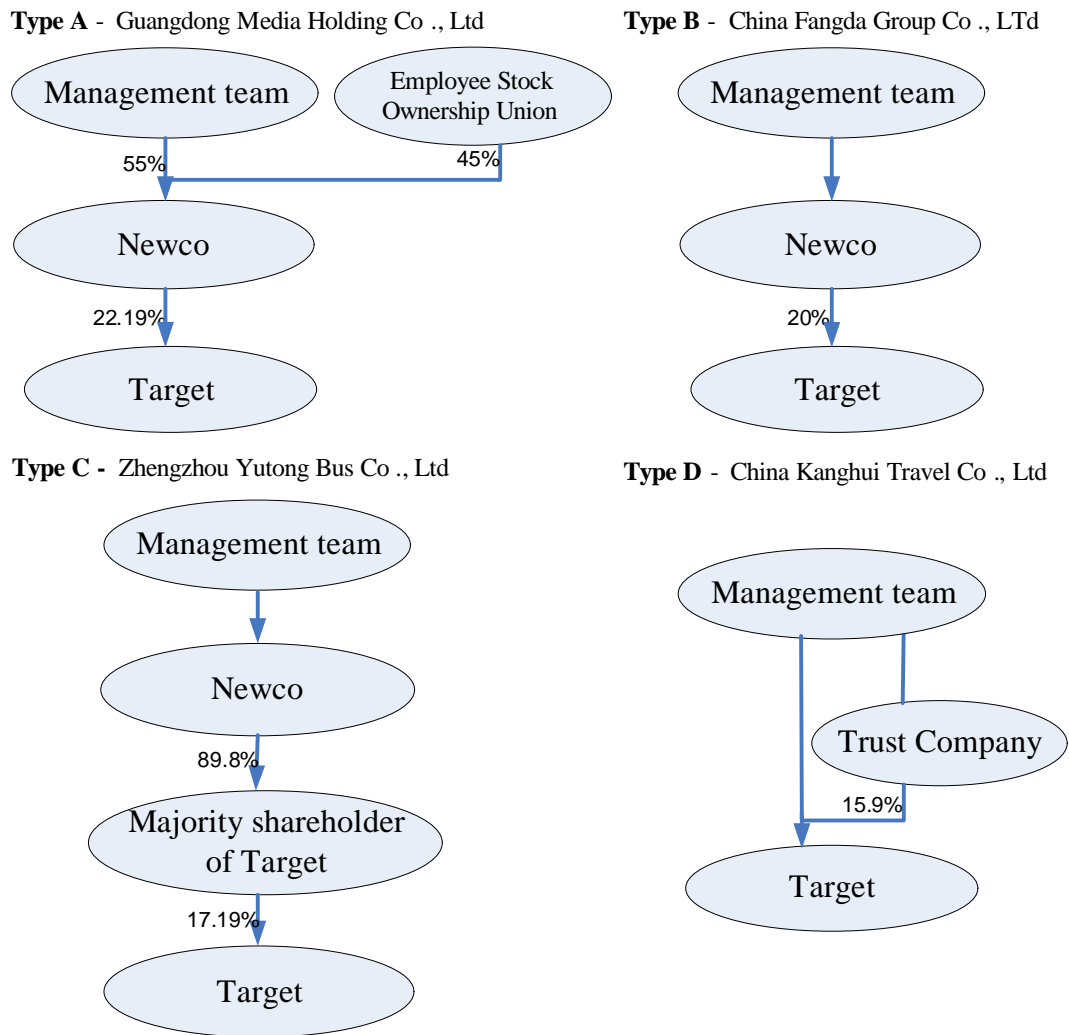 Type A - Guangdong Media Holding Co ., Ltd
Management team
Employee Stock
Ownership Union
55%
45%
Newco
22.19%
Target
Type B - China Fangda Group Co ., LTd
Management team
Newco
20%
Target
Type C - Zhengzhou Yutong Bus Co ., Ltd
Management team
Newco
89.8%
Majority shareholder
of Target
17.19%
Target
Type D - China Kanghui Travel Co ., Ltd
Management team
Trust Company
15.9%
Target